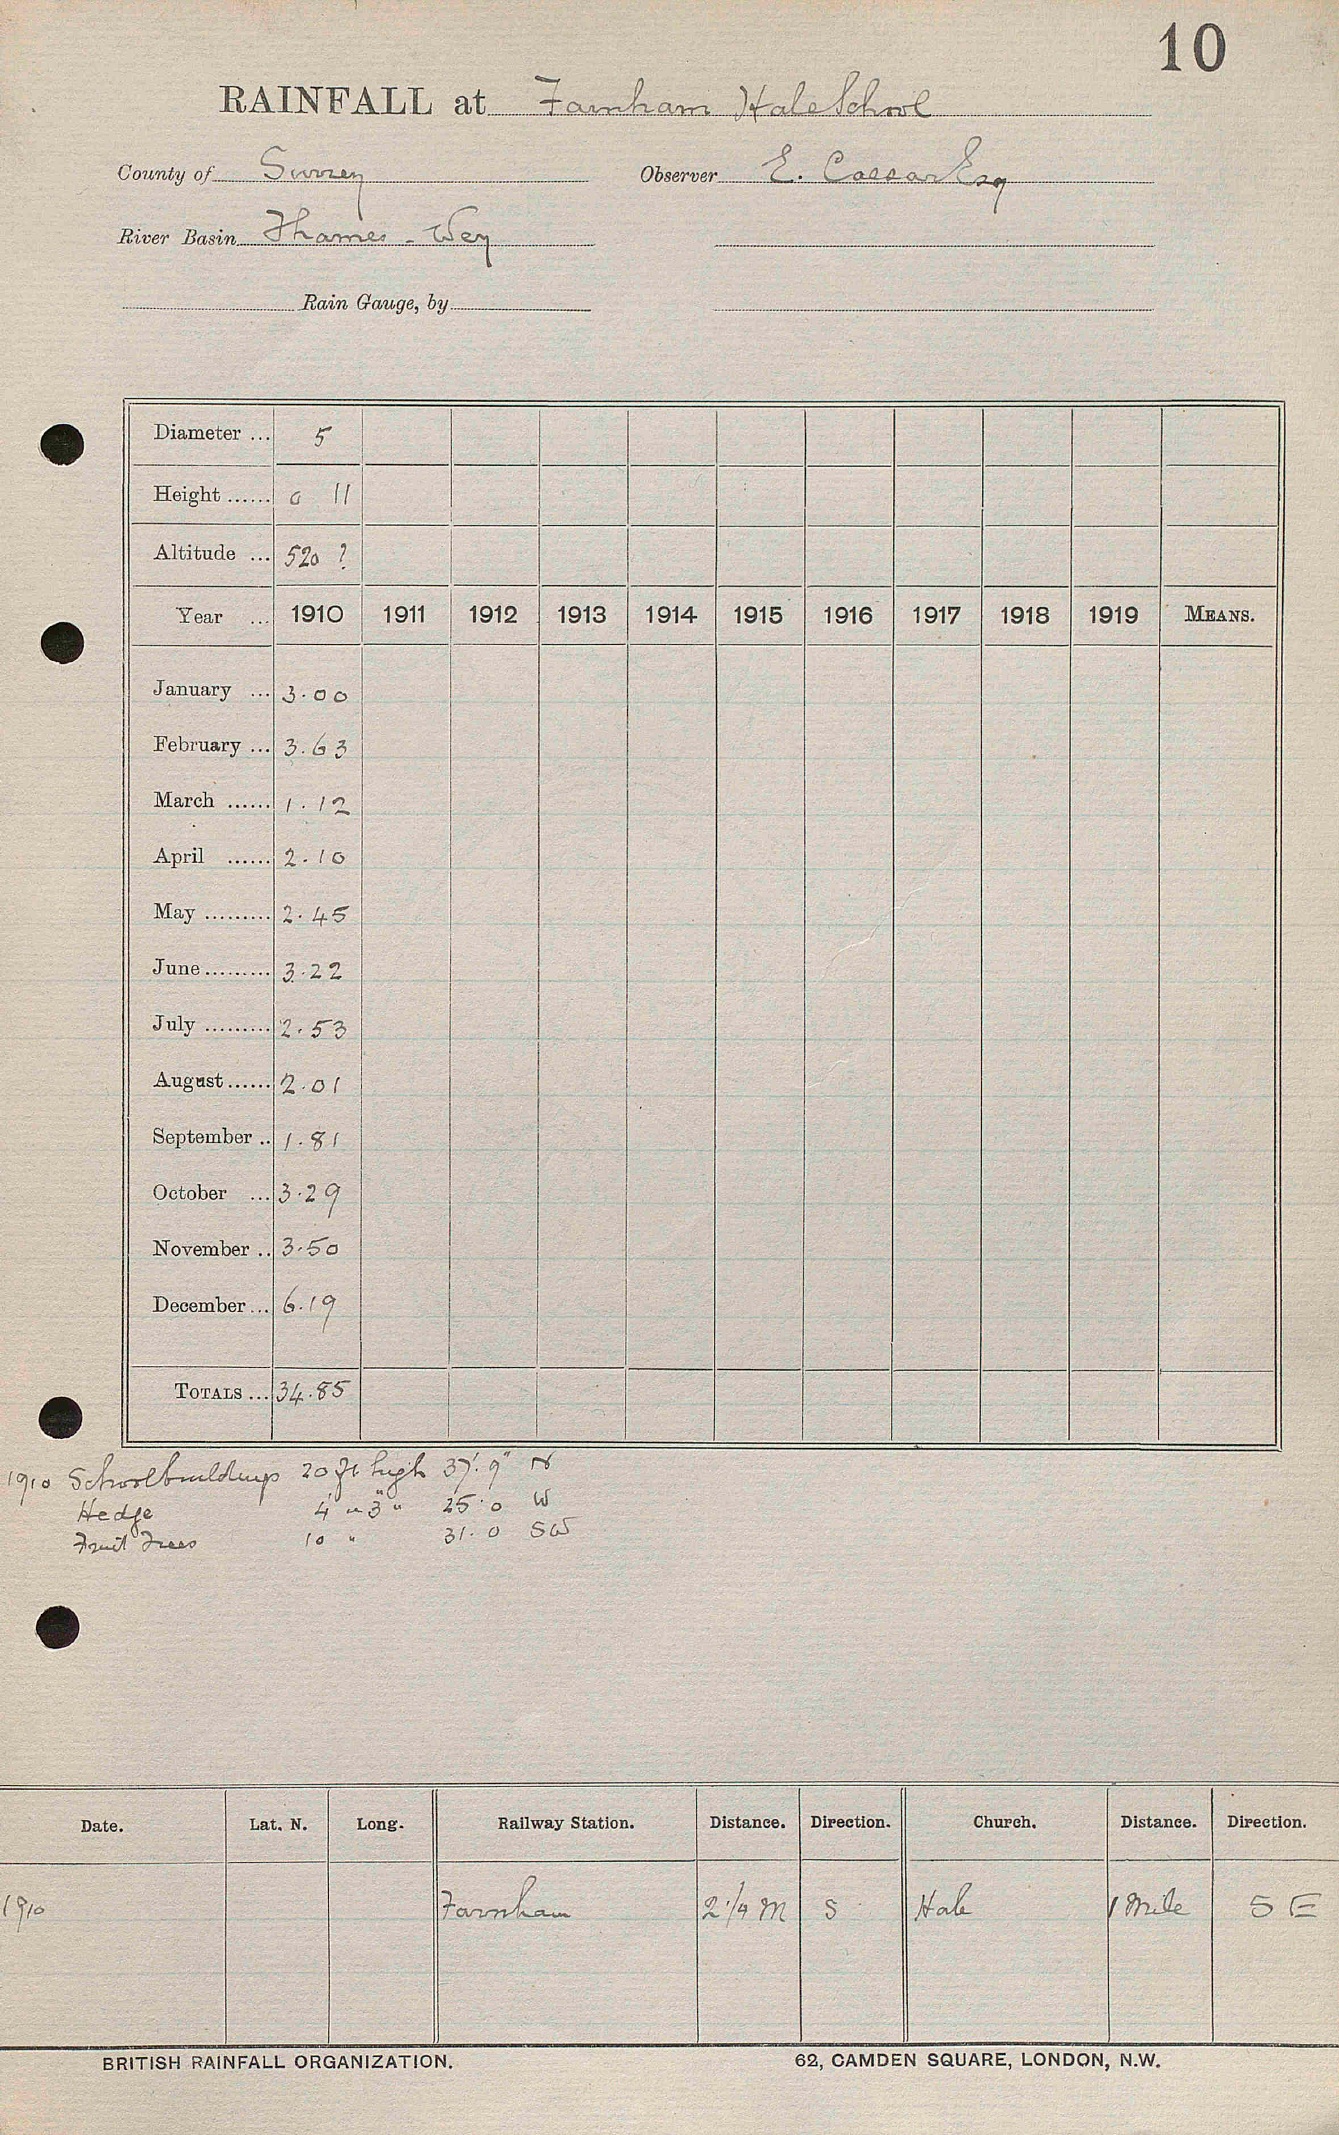 10
RAINFALL at Farnham Hale School
County of Surrey Observer E. Caesar Esq
River Basin Thames - Wey
Rain Gauge, by
Diameter ... 5
Height ...... 0 11
Altitude ... 520 ?
Year ... 1910 1911 1912 1913 1914 1915 1916 1917 1918 1919 MEANS.
January ... 3.00
February ... 3.63
March ...... 1.12
April ...... 2.10
May ......... 2.45
June ......... 3.22
July ......... 2.53
August ...... 2.01
September .. 1.81
October ... 3.29
November .. 3.50
December ... 6.19
TOTALS ... 34.85
1910 School buildings 20 ft high 37'. 9" N
Hedge 4' " 3" " 25. 0 W
Fruit Trees 10 " 31. 0 SW
Date. Lat. N. Long. Railway Station. Distance. Direction. Church. Distance. Direction.
1910 Farnham 2 1/4 M S Hale 1 Mile S E
BRITISH RAINFALL ORGANIZATION. 62, CAMDEN SQUARE, LONDON, N.W.